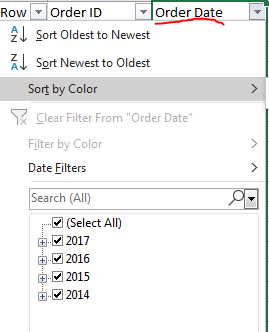 Row Order ID Order Date
Sort Oldest to Newest
Sort Newest to Oldest
Sort by Color
Clear Filter From "Order Date"
Filter by Color
Date Filters
Search (All)
(Select All)
2017
2016
2015
2014